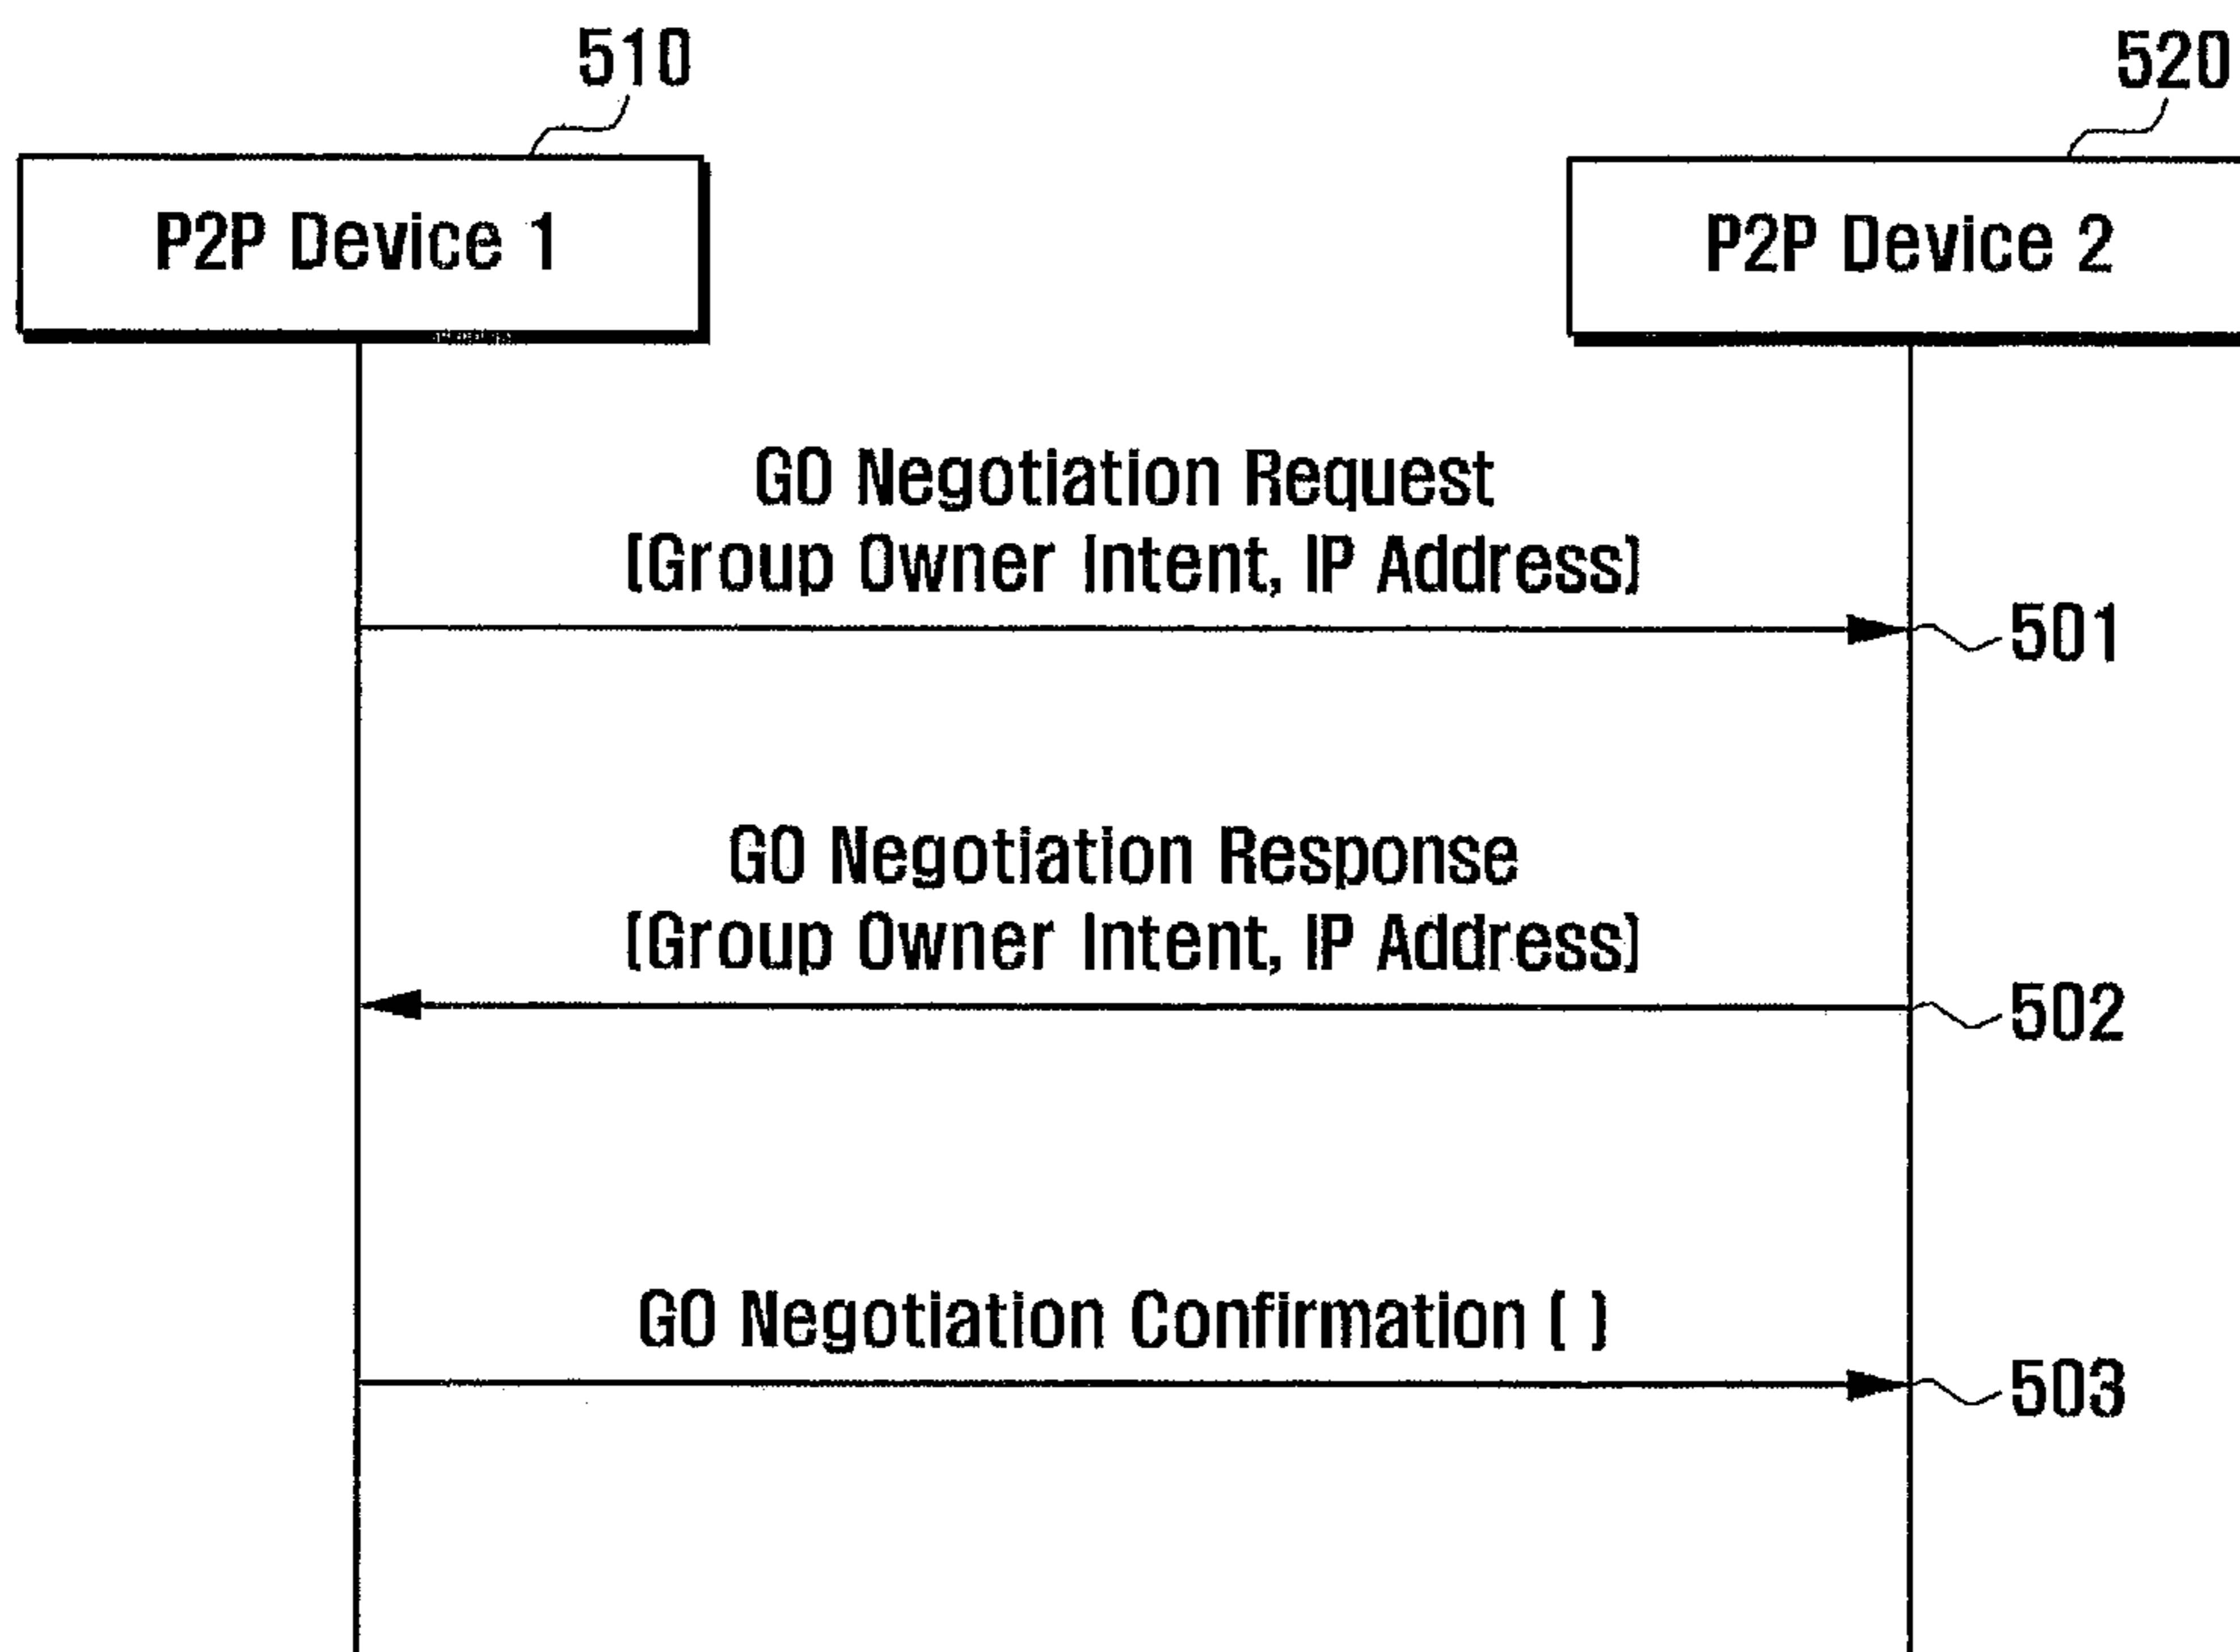 510
520
P2P Device 1
P2P Device 2
GO Negotiation Request
(Group Owner Intent, IP Address)
501
GO Negotiation Response
(Group Owner Intent, IP Address)
502
GO Negotiation Confirmation ( )
503